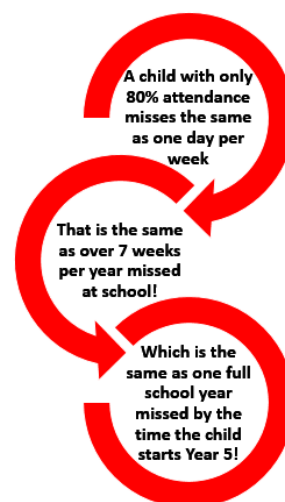 A child with only
80% attendance
misses the same
as one day per
week
That is the same
as over 7 weeks
per year missed
at school!
Which is the
same as one full
school year
missed by the
time the child
starts Year 5!